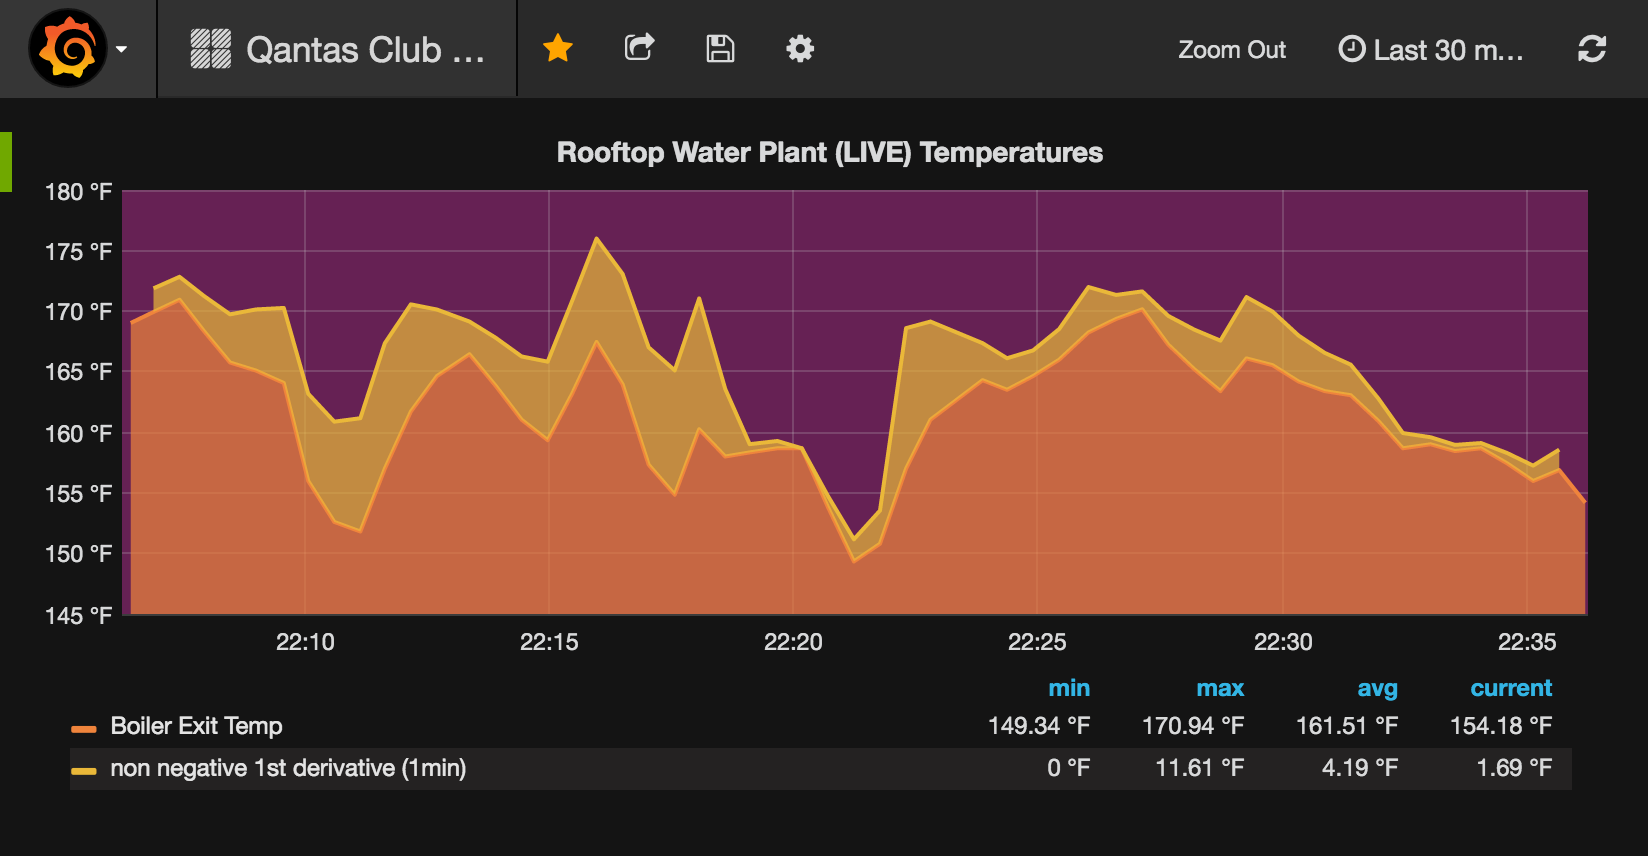 Qantas Club ...
Zoom Out
Last 30 m...
Rooftop Water Plant (LIVE) Temperatures
180 °F
175 °F
170 °F
165 °F
160 °F
155 °F
150 °F
145 °F
22:10 22:15 22:20 22:25 22:30 22:35
min max avg current
Boiler Exit Temp 149.34 °F 170.94 °F 161.51 °F 154.18 °F
non negative 1st derivative (1min) 0 °F 11.61 °F 4.19 °F 1.69 °F